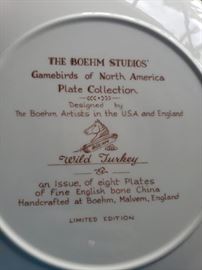 THE BOEHM STUDIOS'
Gamebirds of North America
Plate Collection
Designed by
The Boehm Artists in the USA and England
Wild Turkey
an Issue, of eight Plates
of Fine English bone China
Handcrafted at Boehm, Malvern, England
LIMITED EDITION